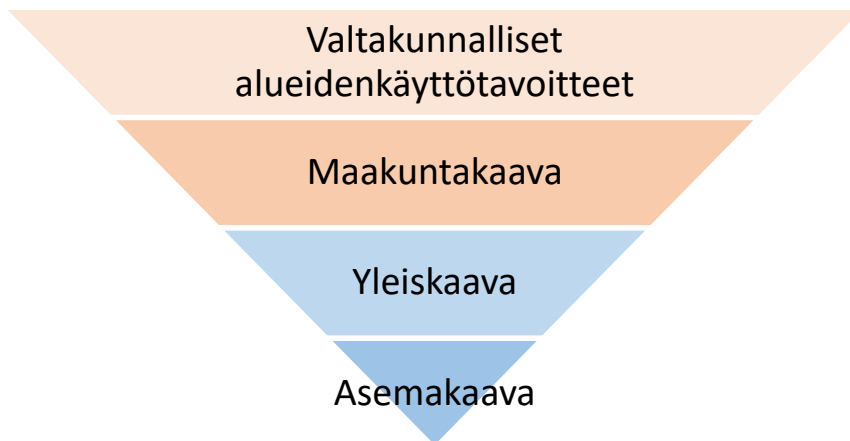 Valtakunnalliset
alueidenkäyttötavoitteet
Maakuntakaava
Yleiskaava
Asemakaava